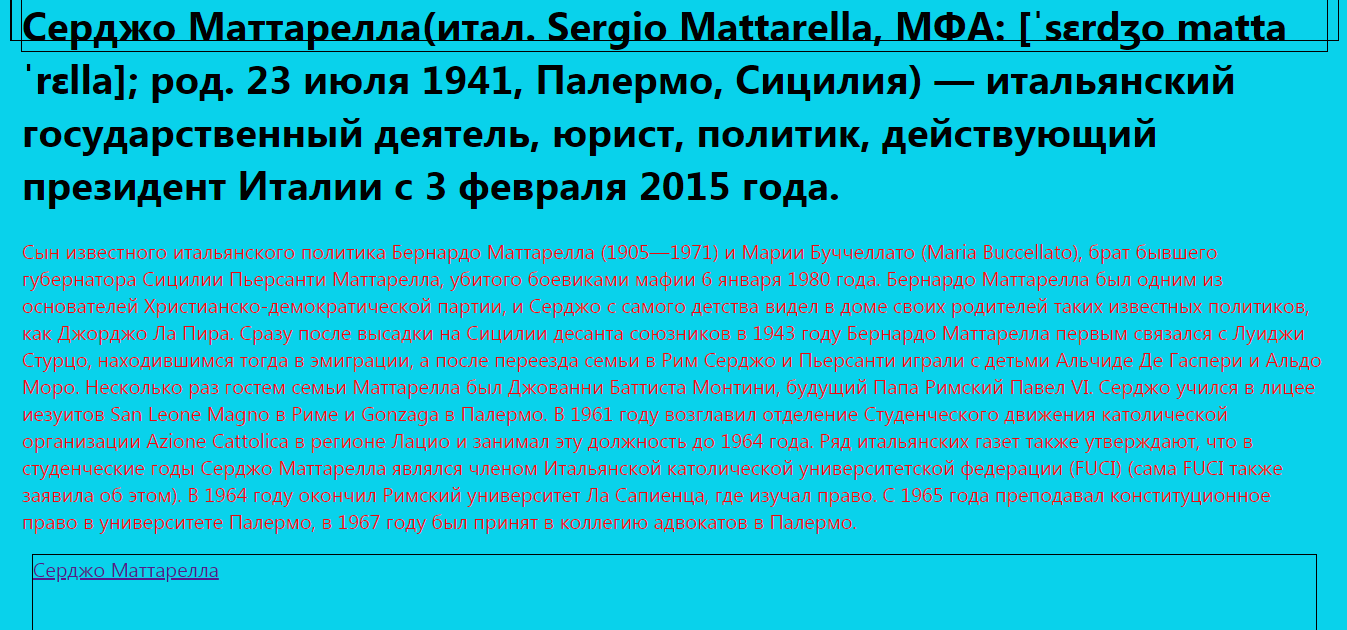 Серджо Маттарелла(итал. Sergio Mattarella, МФА: [ˈsɛrdʒo matta
ˈrɛlla]; род. 23 июля 1941, Палермо, Сицилия) — итальянский
государственный деятель, юрист, политик, действующий
президент Италии с 3 февраля 2015 года.
Сын известного итальянского политика Бернардо Маттарелла (1905—1971) и Марии Буччеллато (Maria Buccellato), брат бывшего
губернатора Сицилии Пьерсанти Маттарелла, убитого боевиками мафии 6 января 1980 года. Бернардо Маттарелла был одним из
основателей Христианско-демократической партии, и Серджо с самого детства видел в доме своих родителей таких известных политиков,
как Джорджо Ла Пира. Сразу после высадки на Сицилии десанта союзников в 1943 году Бернардо Маттарелла первым связался с Луиджи
Стурцо, находившимся тогда в эмиграции, а после переезда семьи в Рим Серджо и Пьерсанти играли с детьми Альчиде Де Гаспери и Альдо
Моро. Несколько раз гостем семьи Маттарелла был Джованни Баттиста Монтини, будущий Папа Римский Павел VI. Серджо учился в лицее
иезуитов San Leone Magno в Риме и Gonzaga в Палермо. В 1961 году возглавил отделение Студенческого движения католической
организации Azione Cattolica в регионе Лацио и занимал эту должность до 1964 года. Ряд итальянских газет также утверждают, что в
студенческие годы Серджо Маттарелла являлся членом Итальянской католической университетской федерации (FUCI) (сама FUCI также
заявила об этом). В 1964 году окончил Римский университет Ла Сапиенца, где изучал право. С 1965 года преподавал конституционное
право в университете Палермо, в 1967 году был принят в коллегию адвокатов в Палермо.
Серджо Маттарелла